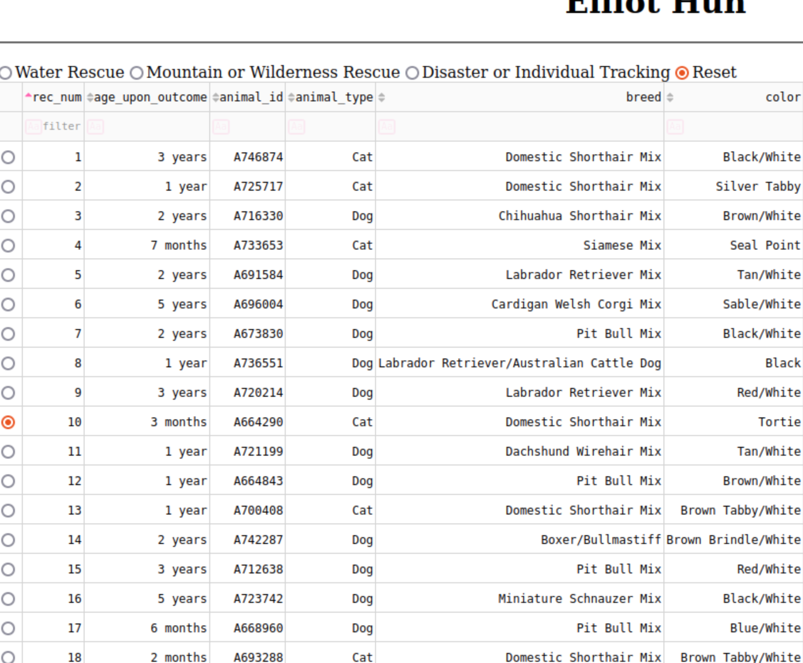 Elliot Hun
Water Rescue Mountain or Wilderness Rescue Disaster or Individual Tracking Reset
rec_num age_upon_outcome animal_id animal_type breed color
Aa filter Aa Aa Aa Aa Aa
1 3 years A746874 Cat Domestic Shorthair Mix Black/White
2 1 year A725717 Cat Domestic Shorthair Mix Silver Tabby
3 2 years A716330 Dog Chihuahua Shorthair Mix Brown/White
4 7 months A733653 Cat Siamese Mix Seal Point
5 2 years A691584 Dog Labrador Retriever Mix Tan/White
6 5 years A696004 Dog Cardigan Welsh Corgi Mix Sable/White
7 2 years A673830 Dog Pit Bull Mix Black/White
8 1 year A736551 Dog Labrador Retriever/Australian Cattle Dog Black
9 3 years A720214 Dog Labrador Retriever Mix Red/White
10 3 months A664290 Cat Domestic Shorthair Mix Tortie
11 1 year A721199 Dog Dachshund Wirehair Mix Tan/White
12 1 year A664843 Dog Pit Bull Mix Brown/White
13 1 year A700408 Cat Domestic Shorthair Mix Brown Tabby/White
14 2 years A742287 Dog Boxer/Bullmastiff Brown Brindle/White
15 3 years A712638 Dog Pit Bull Mix Red/White
16 5 years A723742 Dog Miniature Schnauzer Mix Black/White
17 6 months A668960 Dog Pit Bull Mix Blue/White
18 2 months A693288 Cat Domestic Shorthair Mix Brown Tabby/White